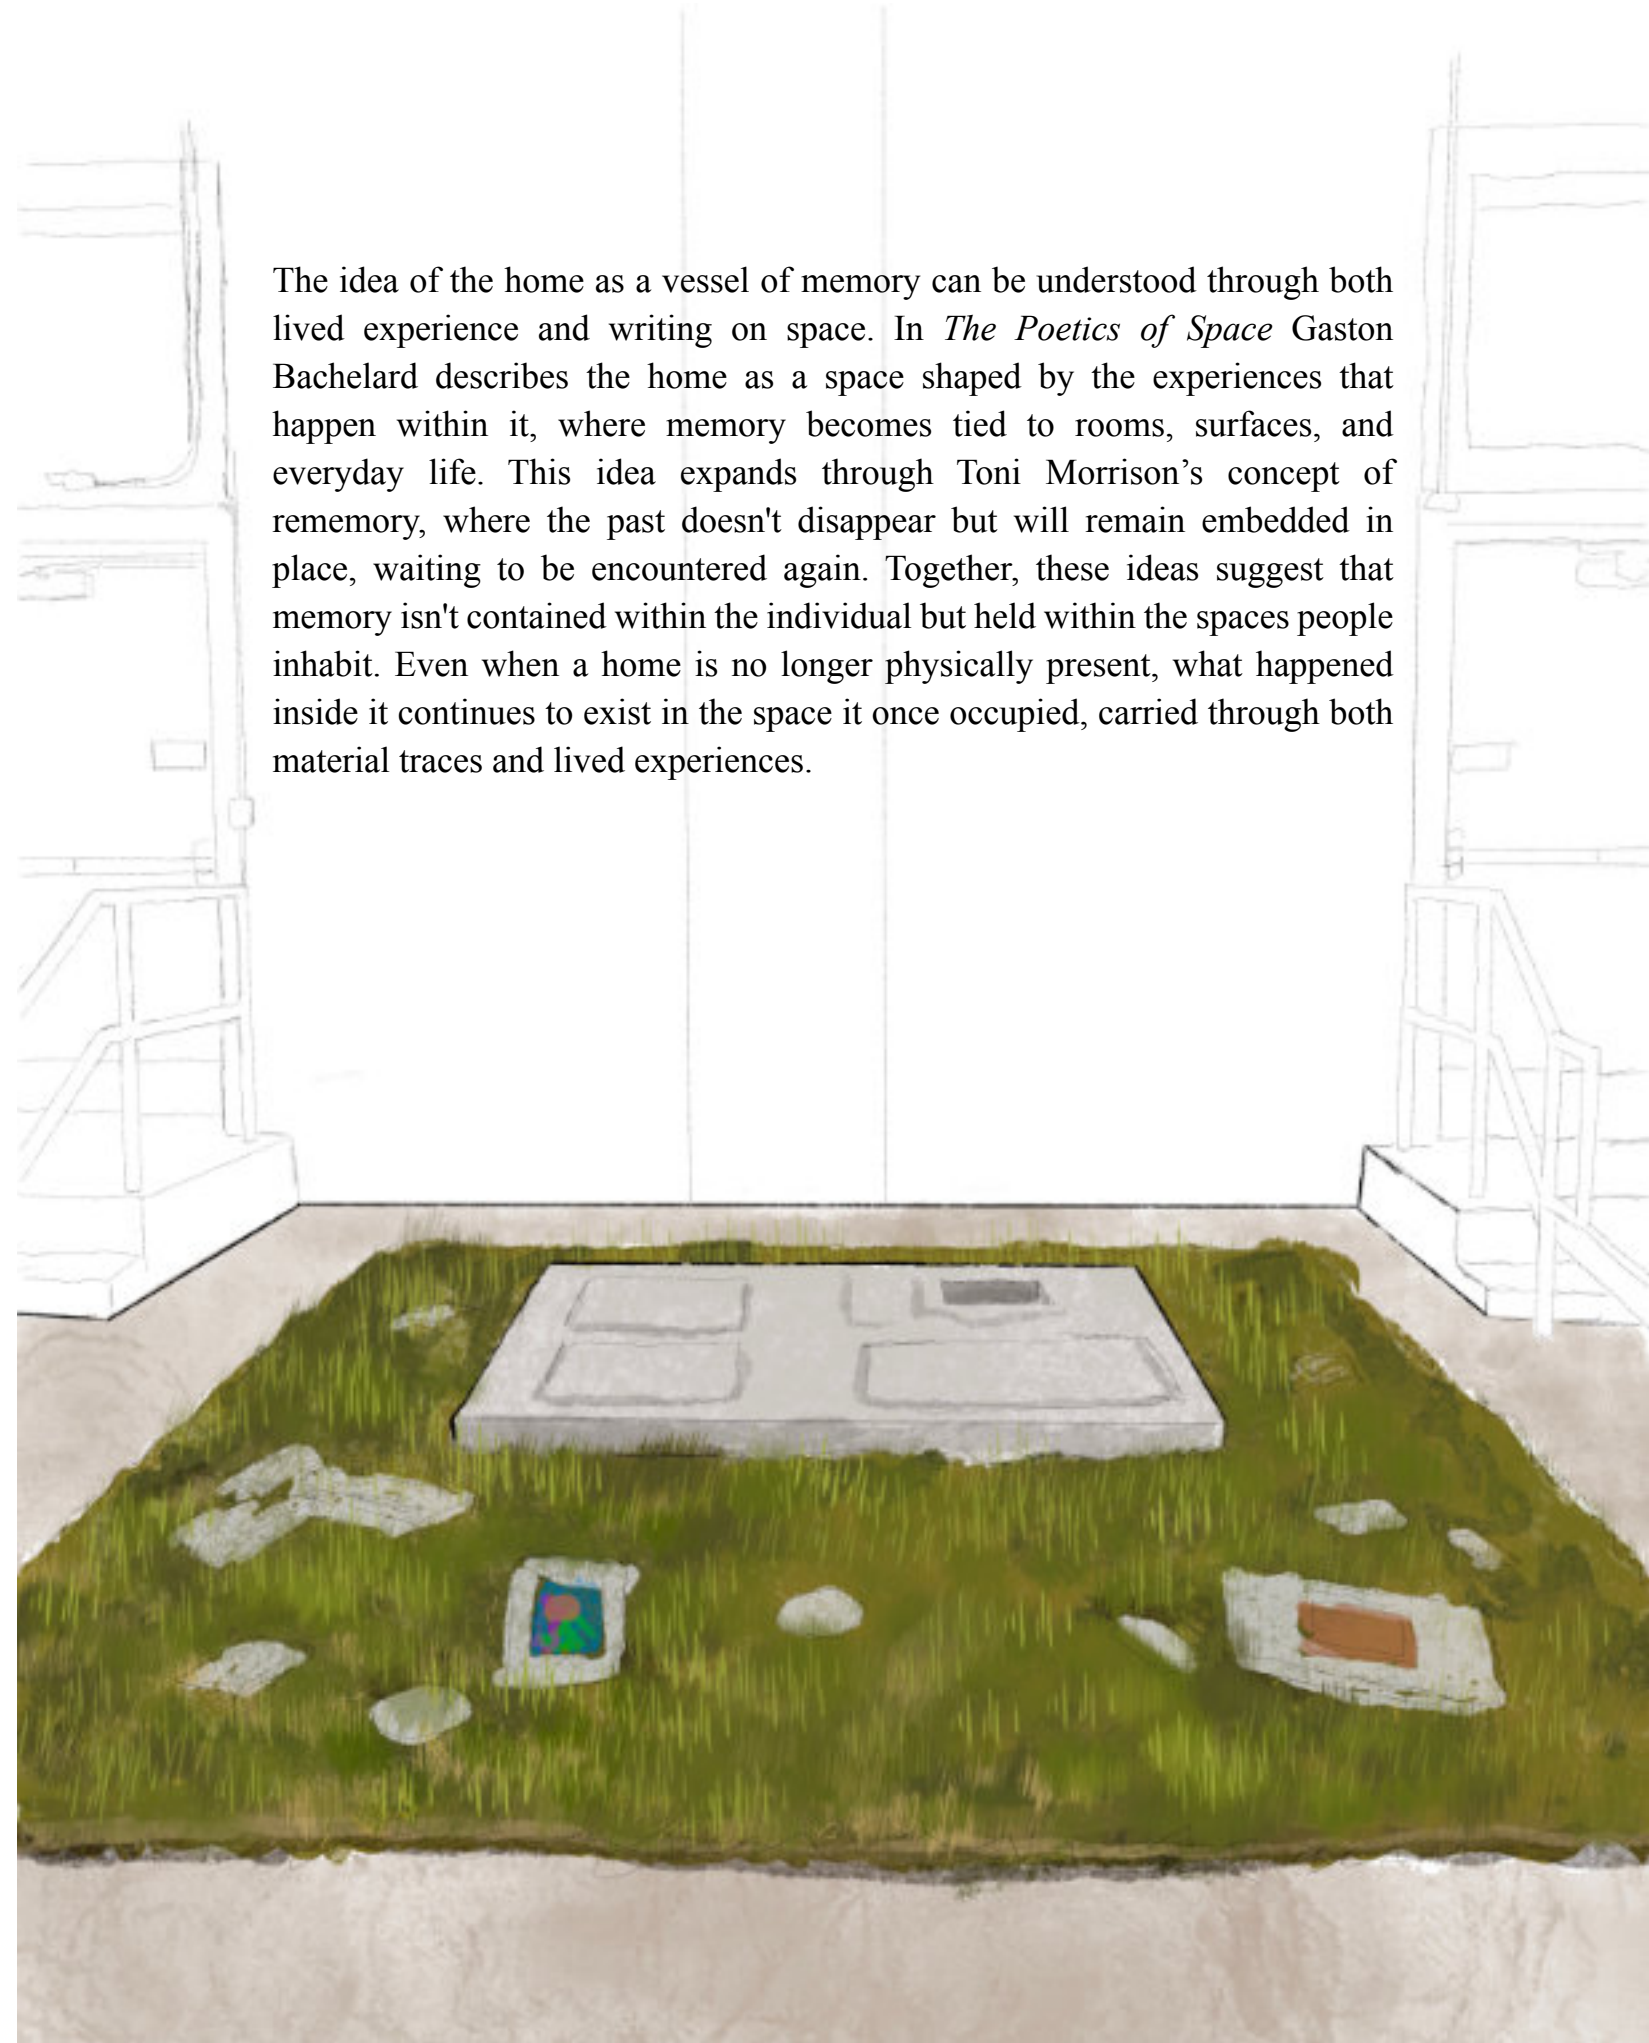 The idea of the home as a vessel of memory can be understood through both
lived experience and writing on space. In The Poetics of Space Gaston
Bachelard describes the home as a space shaped by the experiences that
happen within it, where memory becomes tied to rooms, surfaces, and
everyday life. This idea expands through Toni Morrison’s concept of
rememory, where the past doesn't disappear but will remain embedded in
place, waiting to be encountered again. Together, these ideas suggest that
memory isn't contained within the individual but held within the spaces people
inhabit. Even when a home is no longer physically present, what happened
inside it continues to exist in the space it once occupied, carried through both
material traces and lived experiences.